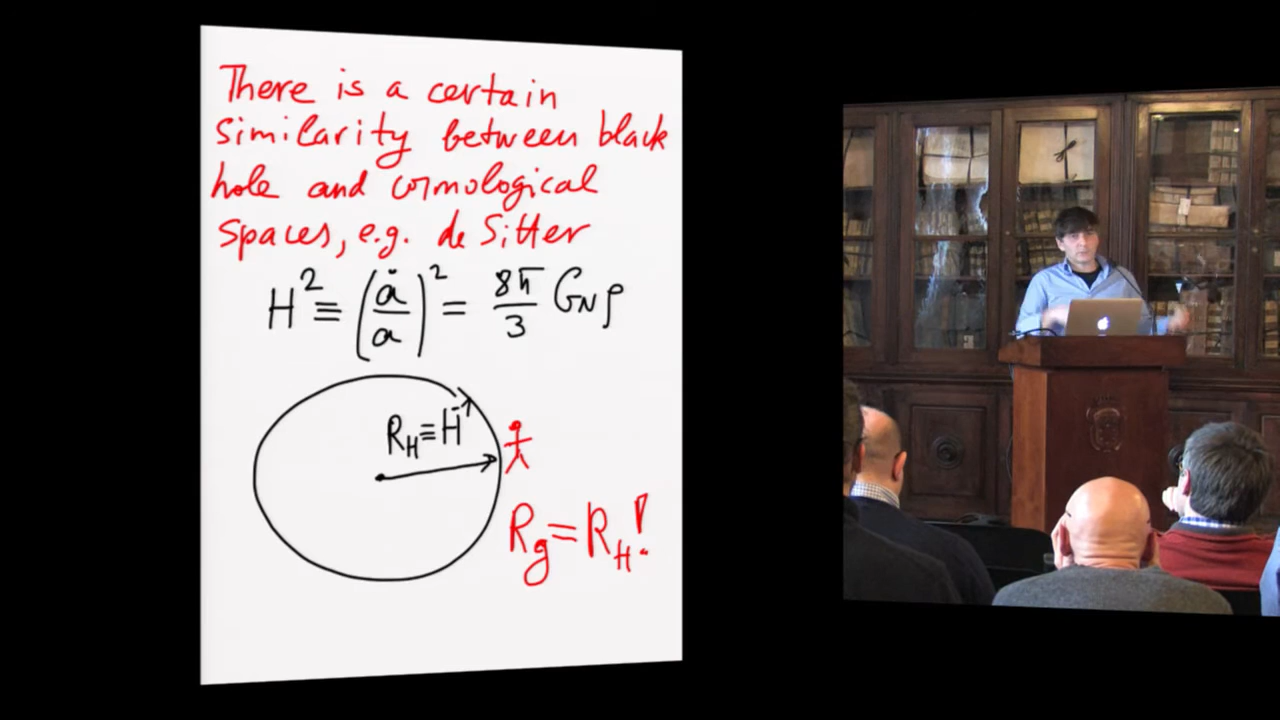 There is a certain
similarity between black
hole and cosmological
spaces, e.g. de Sitter
H² ≡ (ȧ/a)² = 8π/3 G_N ρ
R_H ≡ H⁻¹
R_g = R_H!